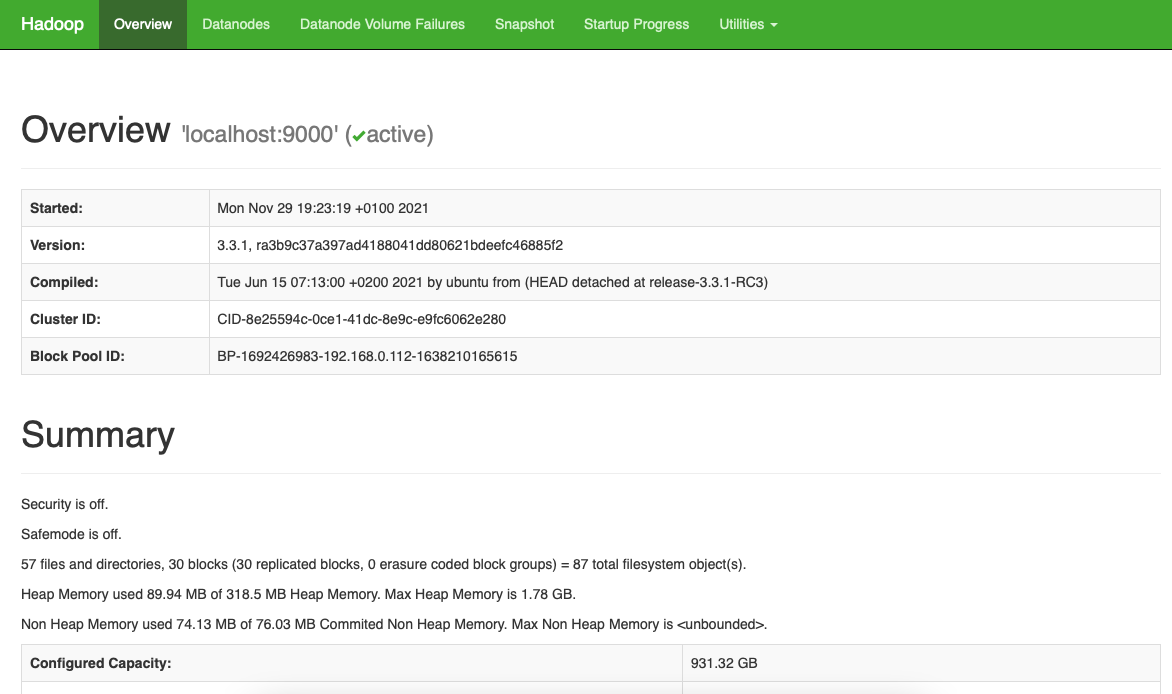 Hadoop Overview Datanodes Datanode Volume Failures Snapshot Startup Progress Utilities
Overview 'localhost:9000' (✔active)
Started: Mon Nov 29 19:23:19 +0100 2021
Version: 3.3.1, ra3b9c37a397ad4188041dd80621bdeefc46885f2
Compiled: Tue Jun 15 07:13:00 +0200 2021 by ubuntu from (HEAD detached at release-3.3.1-RC3)
Cluster ID: CID-8e25594c-0ce1-41dc-8e9c-e9fc6062e280
Block Pool ID: BP-1692426983-192.168.0.112-1638210165615
Summary
Security is off.
Safemode is off.
57 files and directories, 30 blocks (30 replicated blocks, 0 erasure coded block groups) = 87 total filesystem object(s).
Heap Memory used 89.94 MB of 318.5 MB Heap Memory. Max Heap Memory is 1.78 GB.
Non Heap Memory used 74.13 MB of 76.03 MB Commited Non Heap Memory. Max Non Heap Memory is <unbounded>.
Configured Capacity: 931.32 GB